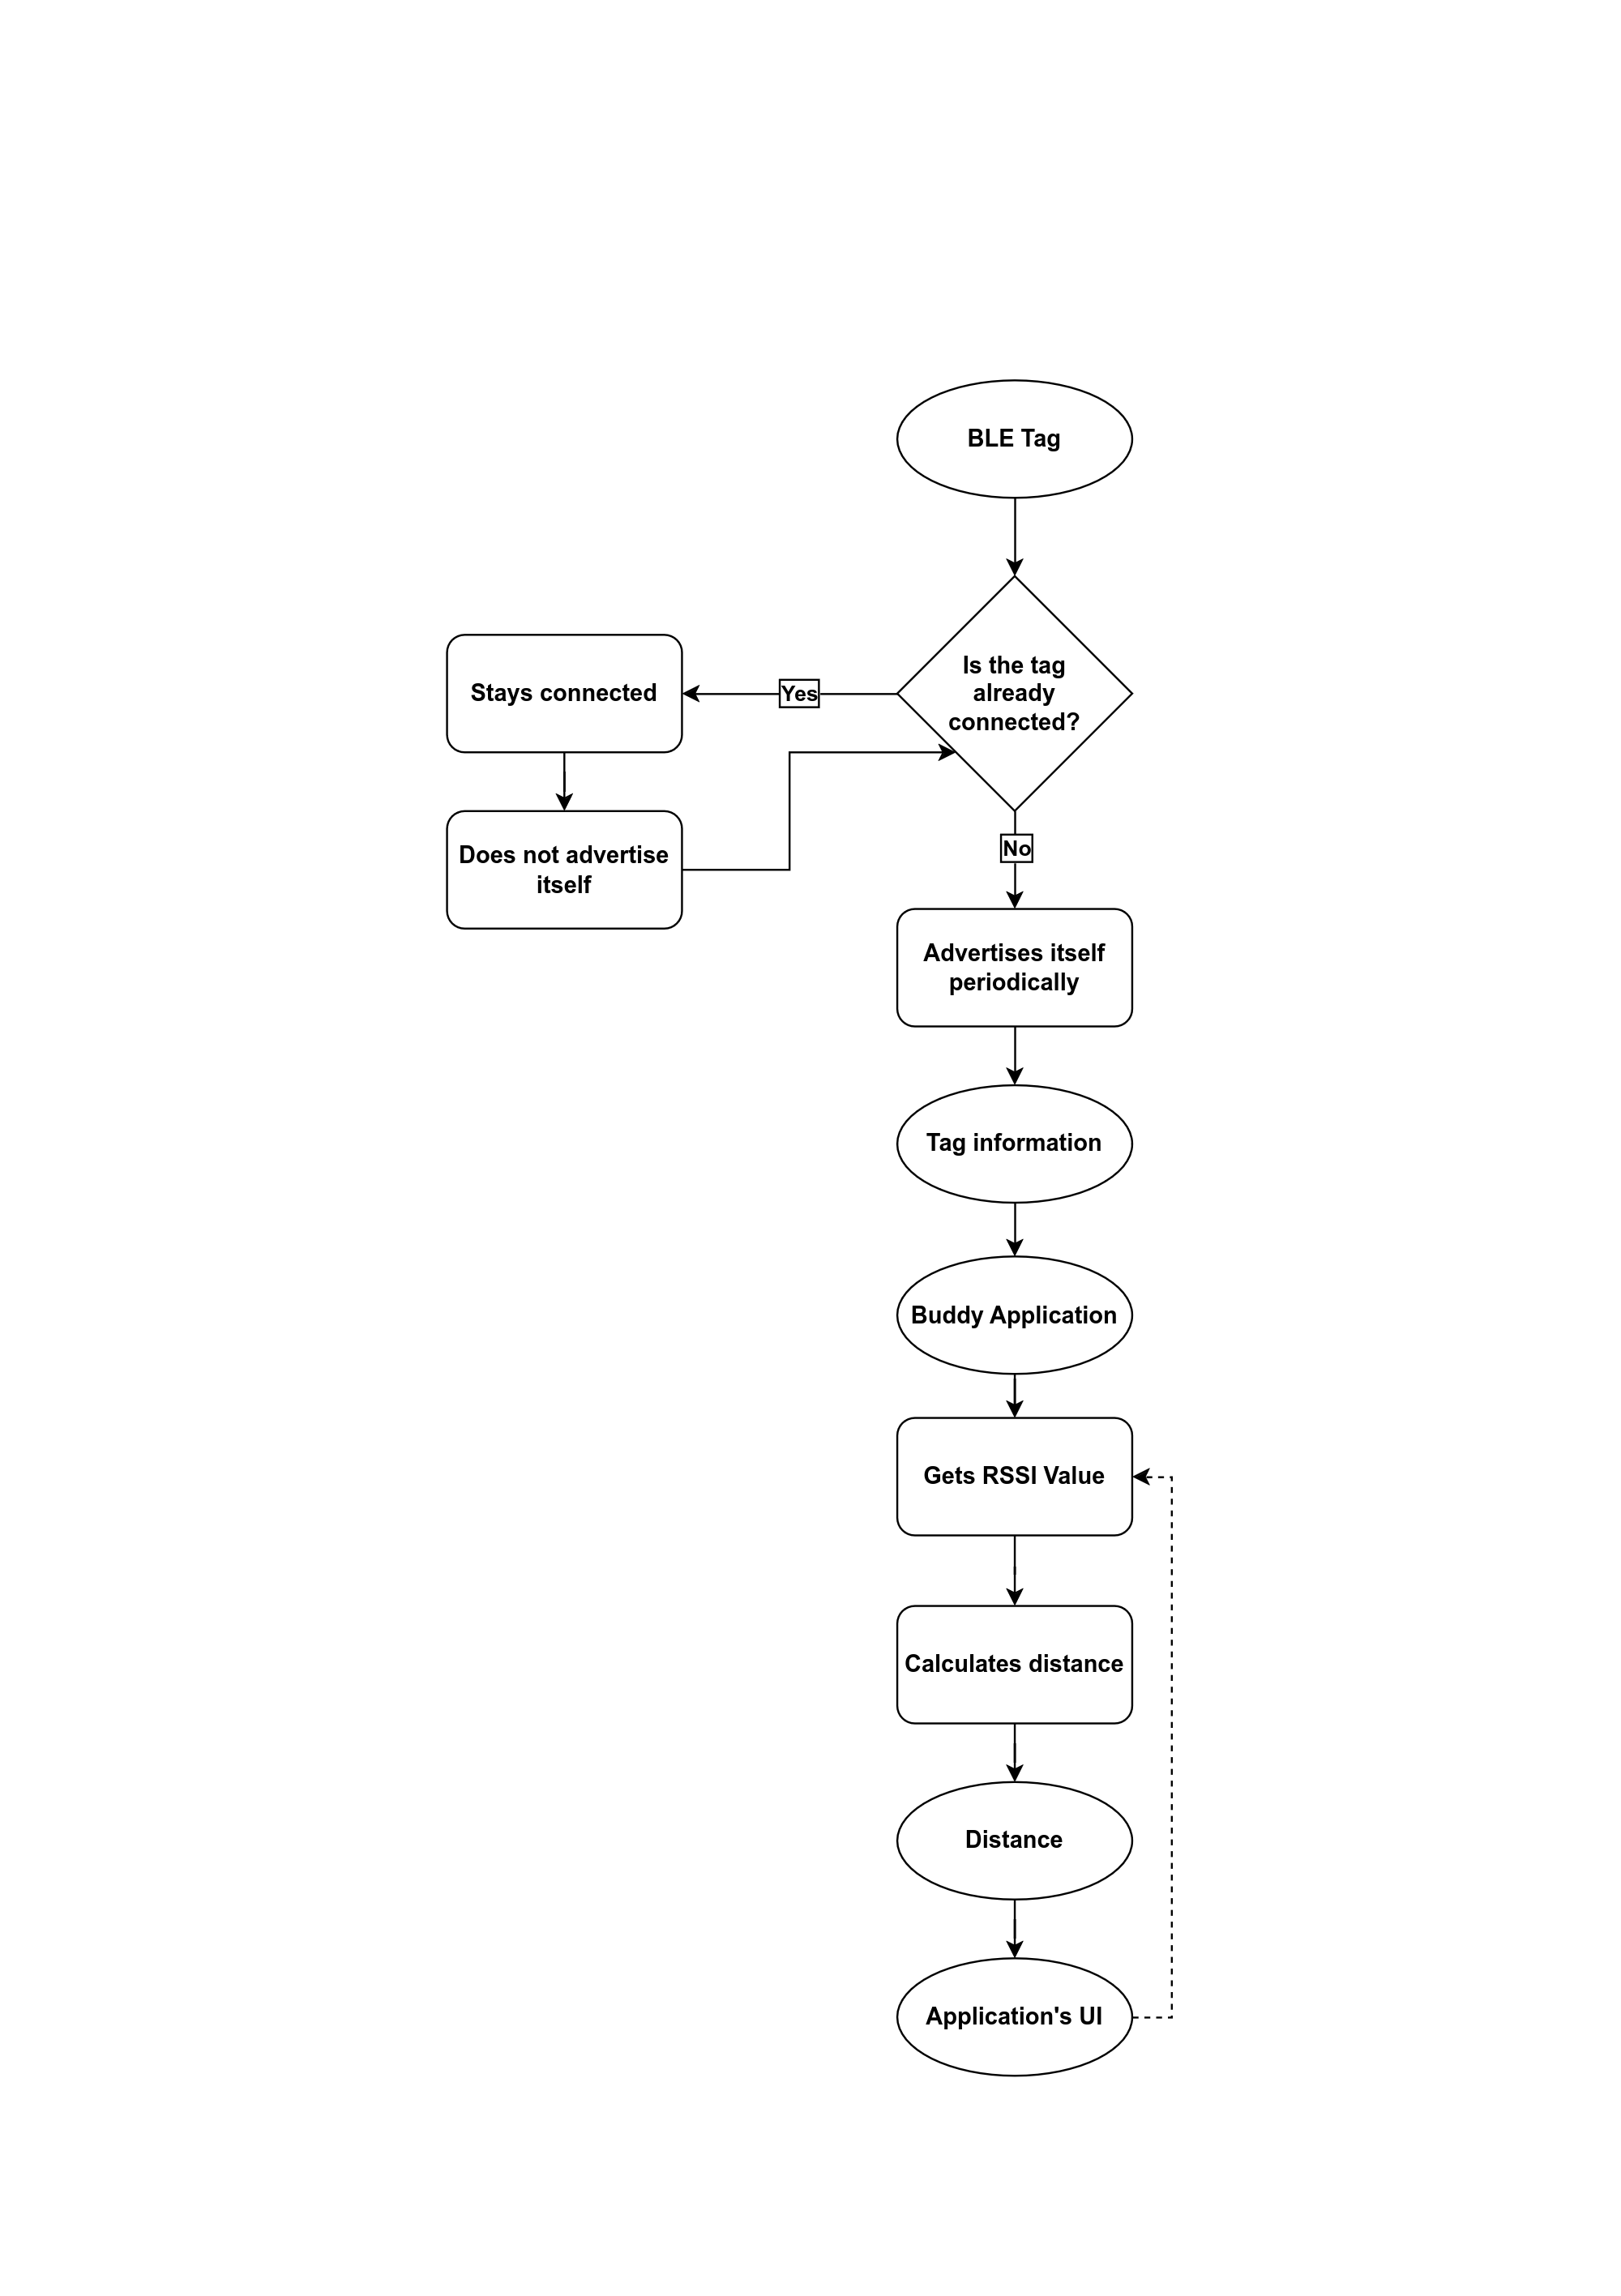 BLE Tag
Is the tag
already
connected?
Yes
Stays connected
Does not advertise
itself
No
Advertises itself
periodically
Tag information
Buddy Application
Gets RSSI Value
Calculates distance
Distance
Application's UI